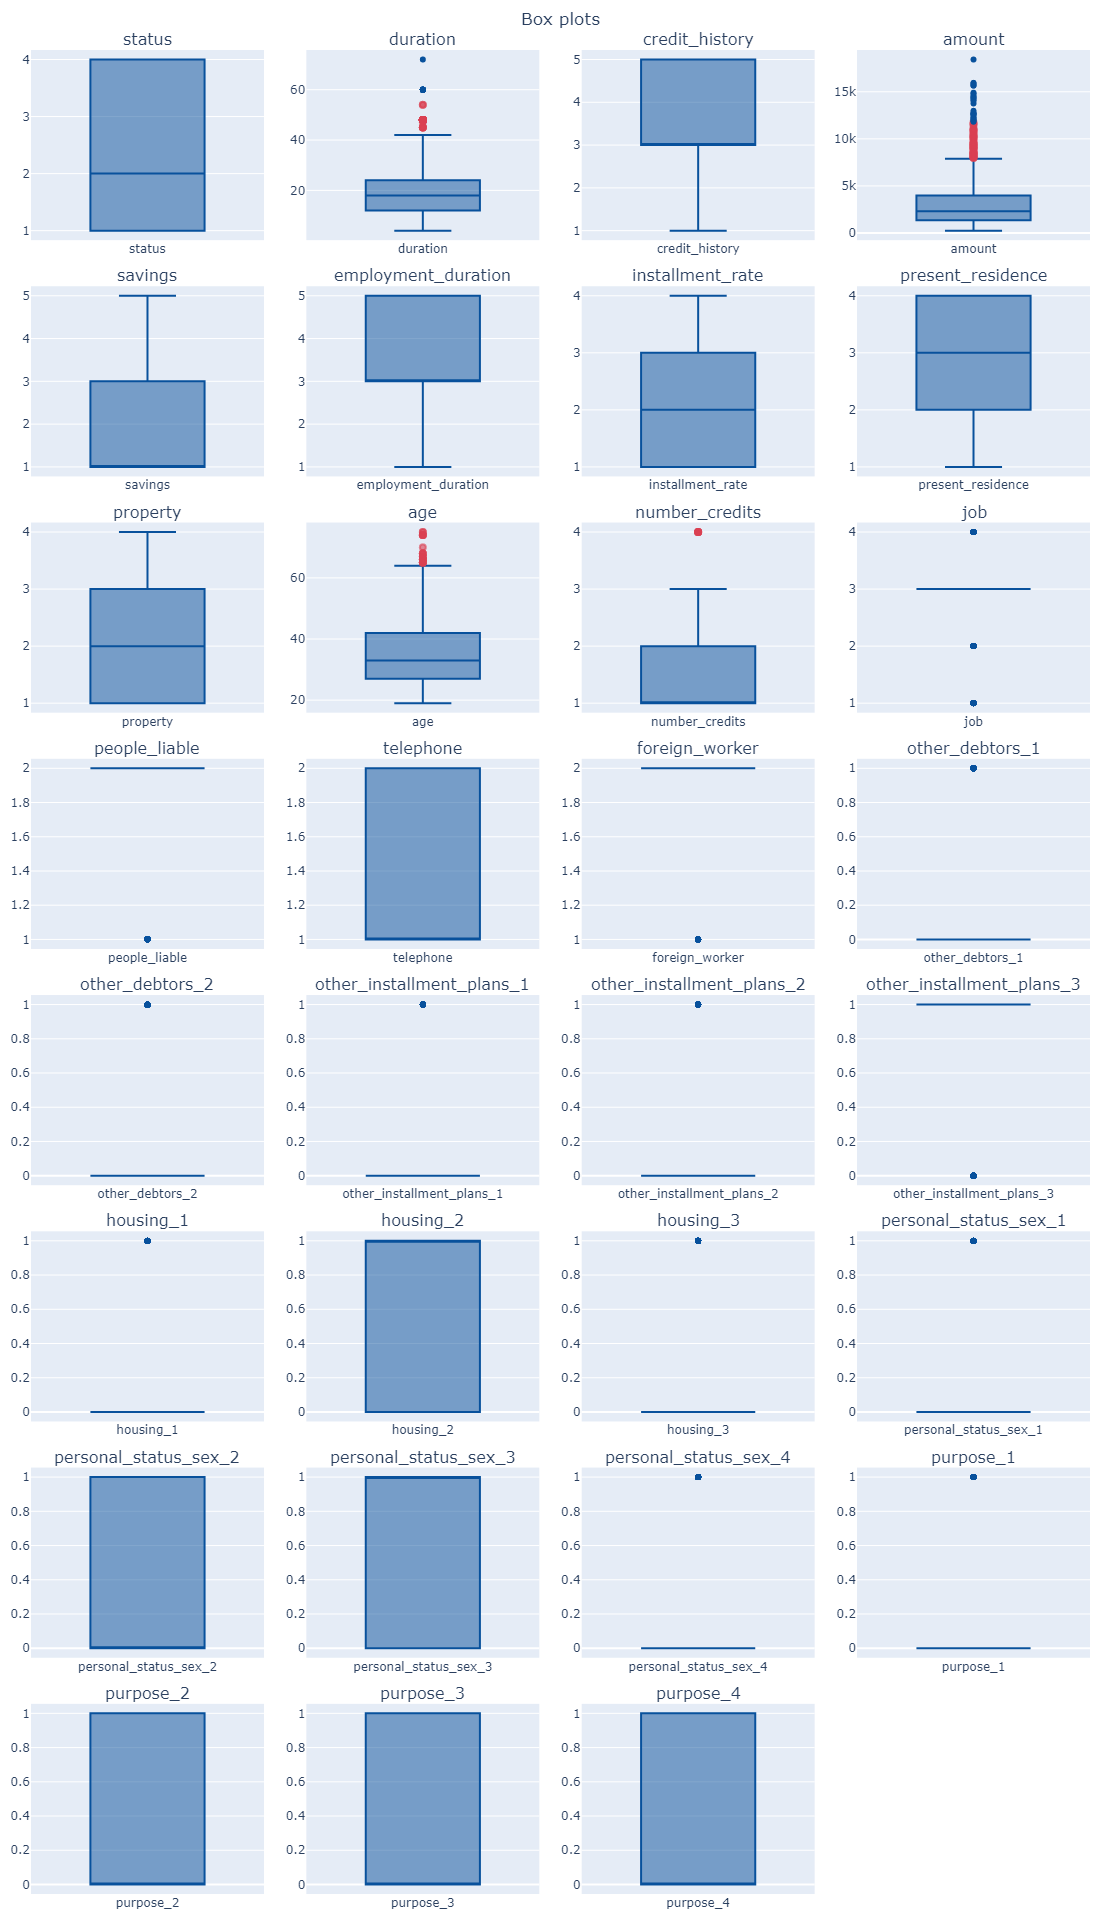 Box plots
status
duration
credit_history
amount
4
3
2
1
60
40
20
5
4
3
2
1
15k
10k
5k
0
status
duration
credit_history
amount
savings
employment_duration
installment_rate
present_residence
5
4
3
2
1
5
4
3
2
1
4
3
2
1
4
3
2
1
savings
employment_duration
installment_rate
present_residence
property
age
number_credits
job
4
3
2
1
60
40
20
4
3
2
1
4
3
2
1
property
age
number_credits
job
people_liable
telephone
foreign_worker
other_debtors_1
2
1.8
1.6
1.4
1.2
1
2
1.8
1.6
1.4
1.2
1
2
1.8
1.6
1.4
1.2
1
1
0.8
0.6
0.4
0.2
0
people_liable
telephone
foreign_worker
other_debtors_1
other_debtors_2
other_installment_plans_1
other_installment_plans_2
other_installment_plans_3
1
0.8
0.6
0.4
0.2
0
1
0.8
0.6
0.4
0.2
0
1
0.8
0.6
0.4
0.2
0
1
0.8
0.6
0.4
0.2
0
other_debtors_2
other_installment_plans_1
other_installment_plans_2
other_installment_plans_3
housing_1
housing_2
housing_3
personal_status_sex_1
1
0.8
0.6
0.4
0.2
0
1
0.8
0.6
0.4
0.2
0
1
0.8
0.6
0.4
0.2
0
1
0.8
0.6
0.4
0.2
0
housing_1
housing_2
housing_3
personal_status_sex_1
personal_status_sex_2
personal_status_sex_3
personal_status_sex_4
purpose_1
1
0.8
0.6
0.4
0.2
0
1
0.8
0.6
0.4
0.2
0
1
0.8
0.6
0.4
0.2
0
1
0.8
0.6
0.4
0.2
0
personal_status_sex_2
personal_status_sex_3
personal_status_sex_4
purpose_1
purpose_2
purpose_3
purpose_4
1
0.8
0.6
0.4
0.2
0
1
0.8
0.6
0.4
0.2
0
1
0.8
0.6
0.4
0.2
0
purpose_2
purpose_3
purpose_4